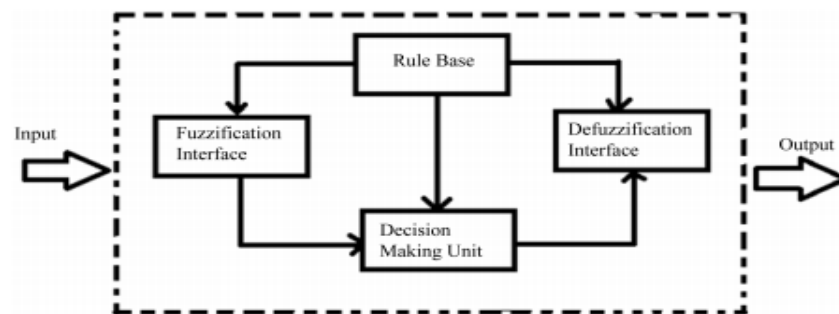 Rule Base
Input
Fuzzification
Interface
Defuzzification
Interface
Output
Decision
Making Unit